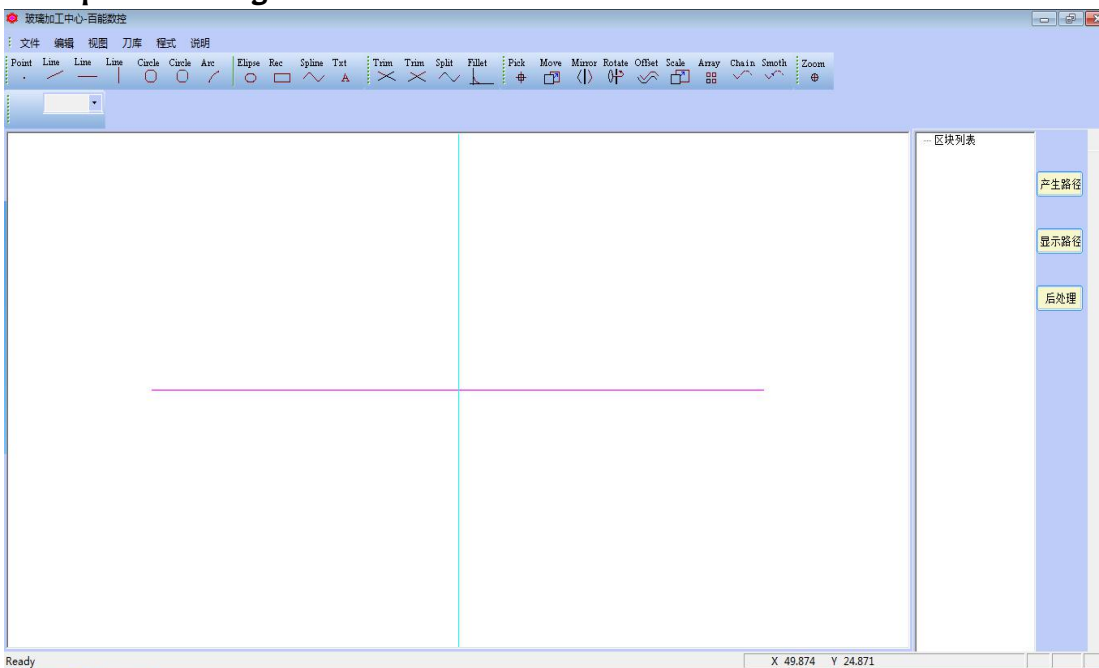 玻璃加工中心-百能数控
文件 编辑 视图 刀库 程式 说明
Point Line Line Line Circle Circle Arc Elipse Rec Spline Txt Trim Trim Split Fillet Pick Move Mirror Rotate Offset Scale Array Chain Smoth Zoom
A
区块列表
产生路径
显示路径
后处理
Ready X 49.874 Y 24.871